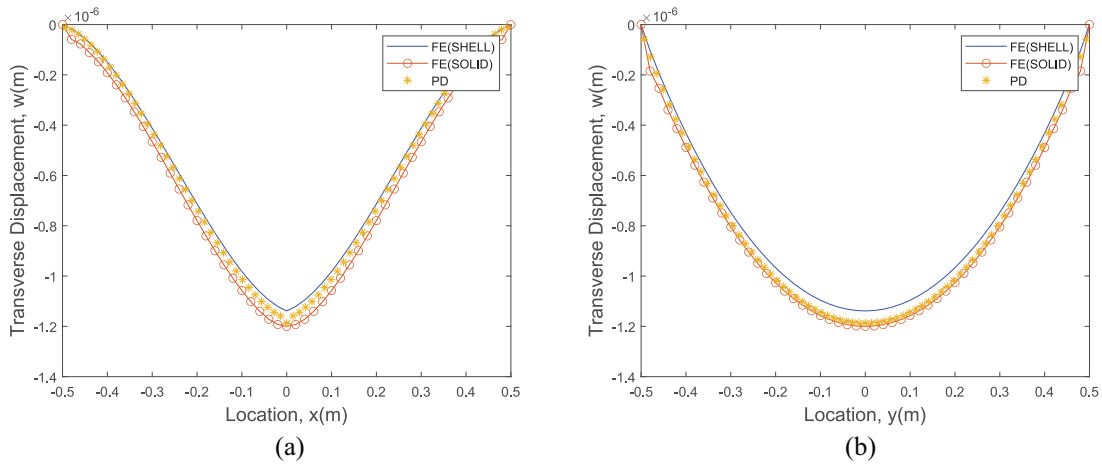 ×10⁻⁶
0
-0.2
-0.4
-0.6
-0.8
-1
-1.2
-1.4
Transverse Displacement, w(m)
FE(SHELL)
FE(SOLID)
PD
-0.5 -0.4 -0.3 -0.2 -0.1 0 0.1 0.2 0.3 0.4 0.5
Location, x(m)
(a)
×10⁻⁶
0
-0.2
-0.4
-0.6
-0.8
-1
-1.2
-1.4
Transverse Displacement, w(m)
FE(SHELL)
FE(SOLID)
PD
-0.5 -0.4 -0.3 -0.2 -0.1 0 0.1 0.2 0.3 0.4 0.5
Location, y(m)
(b)